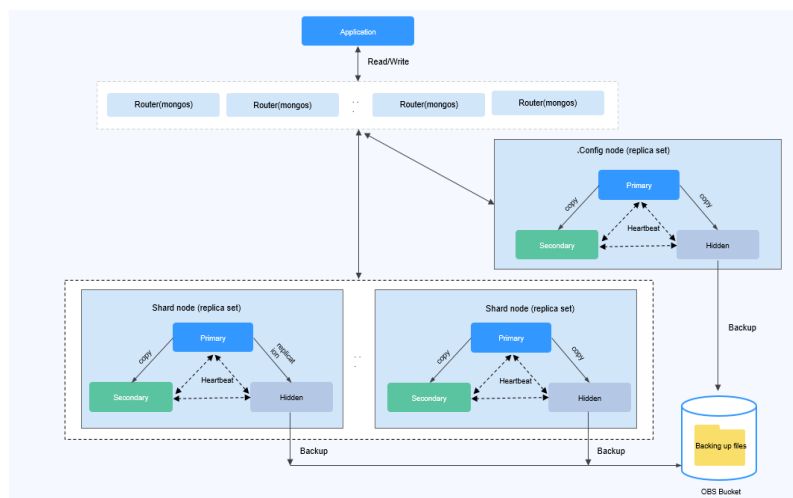 Application
Read/Write
Router(mongos)
Router(mongos)
Router(mongos)
Router(mongos)
.Config node (replica set)
Primary
copy
copy
Heartbeat
Secondary
Hidden
Backup
Shard node (replica set)
Primary
copy
replicat
ion
Heartbeat
Secondary
Hidden
Backup
Shard node (replica set)
Primary
copy
copy
Heartbeat
Secondary
Hidden
Backup
Backing up files
OBS Bucket